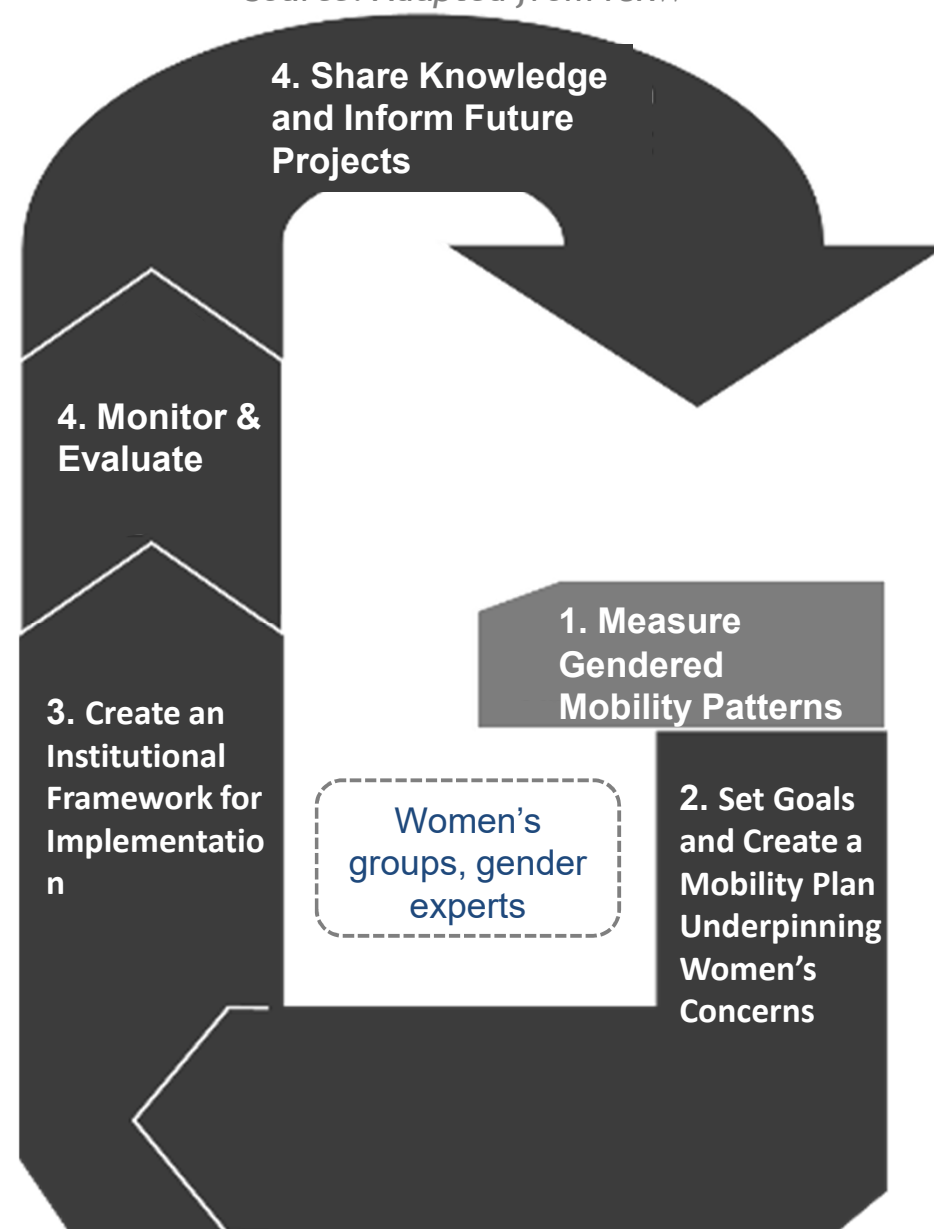 4. Share Knowledge
and Inform Future
Projects
4. Monitor &
Evaluate
1. Measure
Gendered
Mobility Patterns
3. Create an
Institutional
Framework for
Implementatio
n
Women’s
groups, gender
experts
2. Set Goals
and Create a
Mobility Plan
Underpinning
Women’s
Concerns